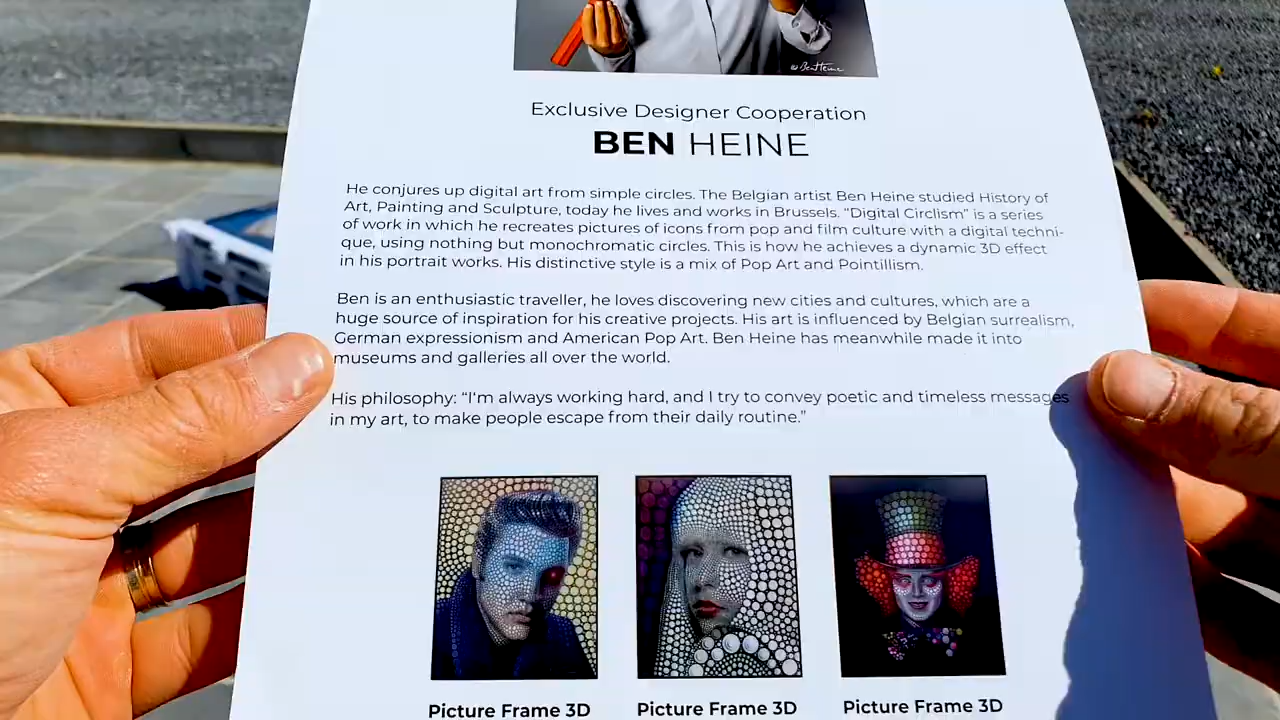 © Ben Heine
Exclusive Designer Cooperation
BEN HEINE
He conjures up digital art from simple circles. The Belgian artist Ben Heine studied History of
Art, Painting and Sculpture, today he lives and works in Brussels. “Digital Circlism” is a series
of work in which he recreates pictures of icons from pop and film culture with a digital techni-
que, using nothing but monochromatic circles. This is how he achieves a dynamic 3D effect
in his portrait works. His distinctive style is a mix of Pop Art and Pointillism.
Ben is an enthusiastic traveller, he loves discovering new cities and cultures, which are a
huge source of inspiration for his creative projects. His art is influenced by Belgian surrealism,
German expressionism and American Pop Art. Ben Heine has meanwhile made it into
museums and galleries all over the world.
His philosophy: “I'm always working hard, and I try to convey poetic and timeless messages
in my art, to make people escape from their daily routine.”
Picture Frame 3D Picture Frame 3D Picture Frame 3D